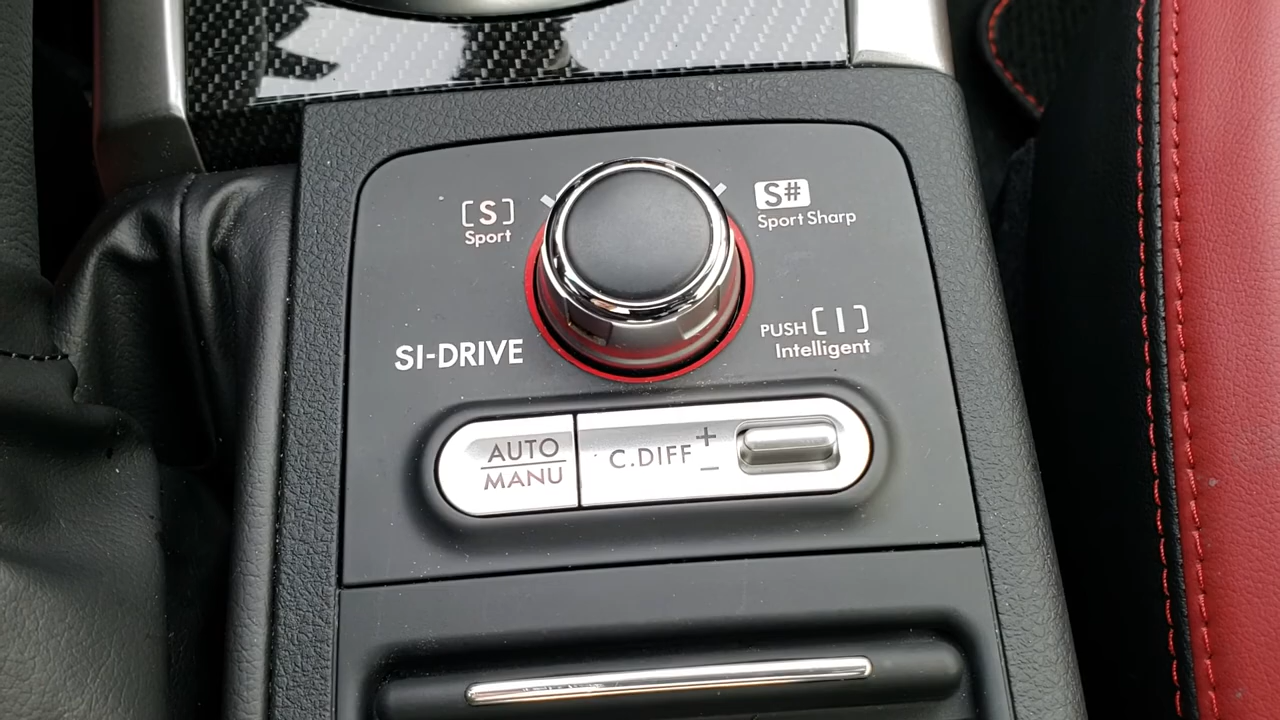 [S]
Sport
S#
Sport Sharp
SI-DRIVE
PUSH [I]
Intelligent
AUTO
MANU
C.DIFF + −